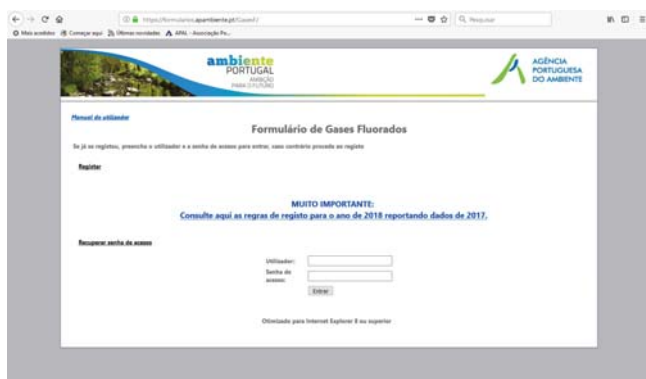 https://formularios.apambiente.pt/GasesF/
Pesquisar
Mais acedidos Começar aqui Últimas novidades APAL - Associação Po...
ambiente
PORTUGAL
AMBIÇÃO
PARA O FUTURO
AGÊNCIA
PORTUGUESA
DO AMBIENTE
Manual do utilizador
Formulário de Gases Fluorados
Se já se registou, preencha o utilizador e a senha de acesso para entrar, caso contrário proceda ao registo
Registar
MUITO IMPORTANTE:
Consulte aqui as regras de registo para o ano de 2018 reportando dados de 2017.
Recuperar senha de acesso
Utilizador:
Senha de
acesso:
Entrar
Otimizado para Internet Explorer 8 ou superior